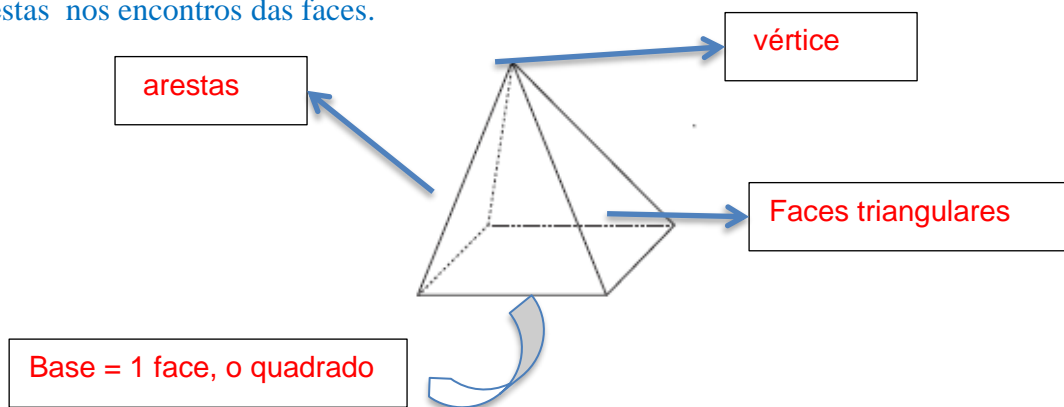 estas nos encontros das faces.
vértice
arestas
Faces triangulares
Base = 1 face, o quadrado